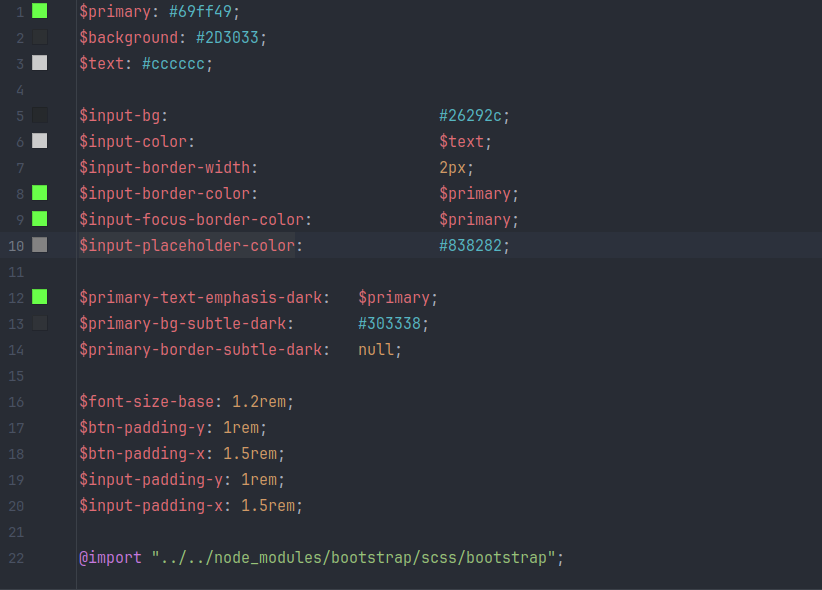 1 $primary: #69ff49;
2 $background: #2D3033;
3 $text: #cccccc;
4
5 $input-bg: #26292c;
6 $input-color: $text;
7 $input-border-width: 2px;
8 $input-border-color: $primary;
9 $input-focus-border-color: $primary;
10 $input-placeholder-color: #838282;
11
12 $primary-text-emphasis-dark: $primary;
13 $primary-bg-subtle-dark: #303338;
14 $primary-border-subtle-dark: null;
15
16 $font-size-base: 1.2rem;
17 $btn-padding-y: 1rem;
18 $btn-padding-x: 1.5rem;
19 $input-padding-y: 1rem;
20 $input-padding-x: 1.5rem;
21
22 @import "../../node_modules/bootstrap/scss/bootstrap";